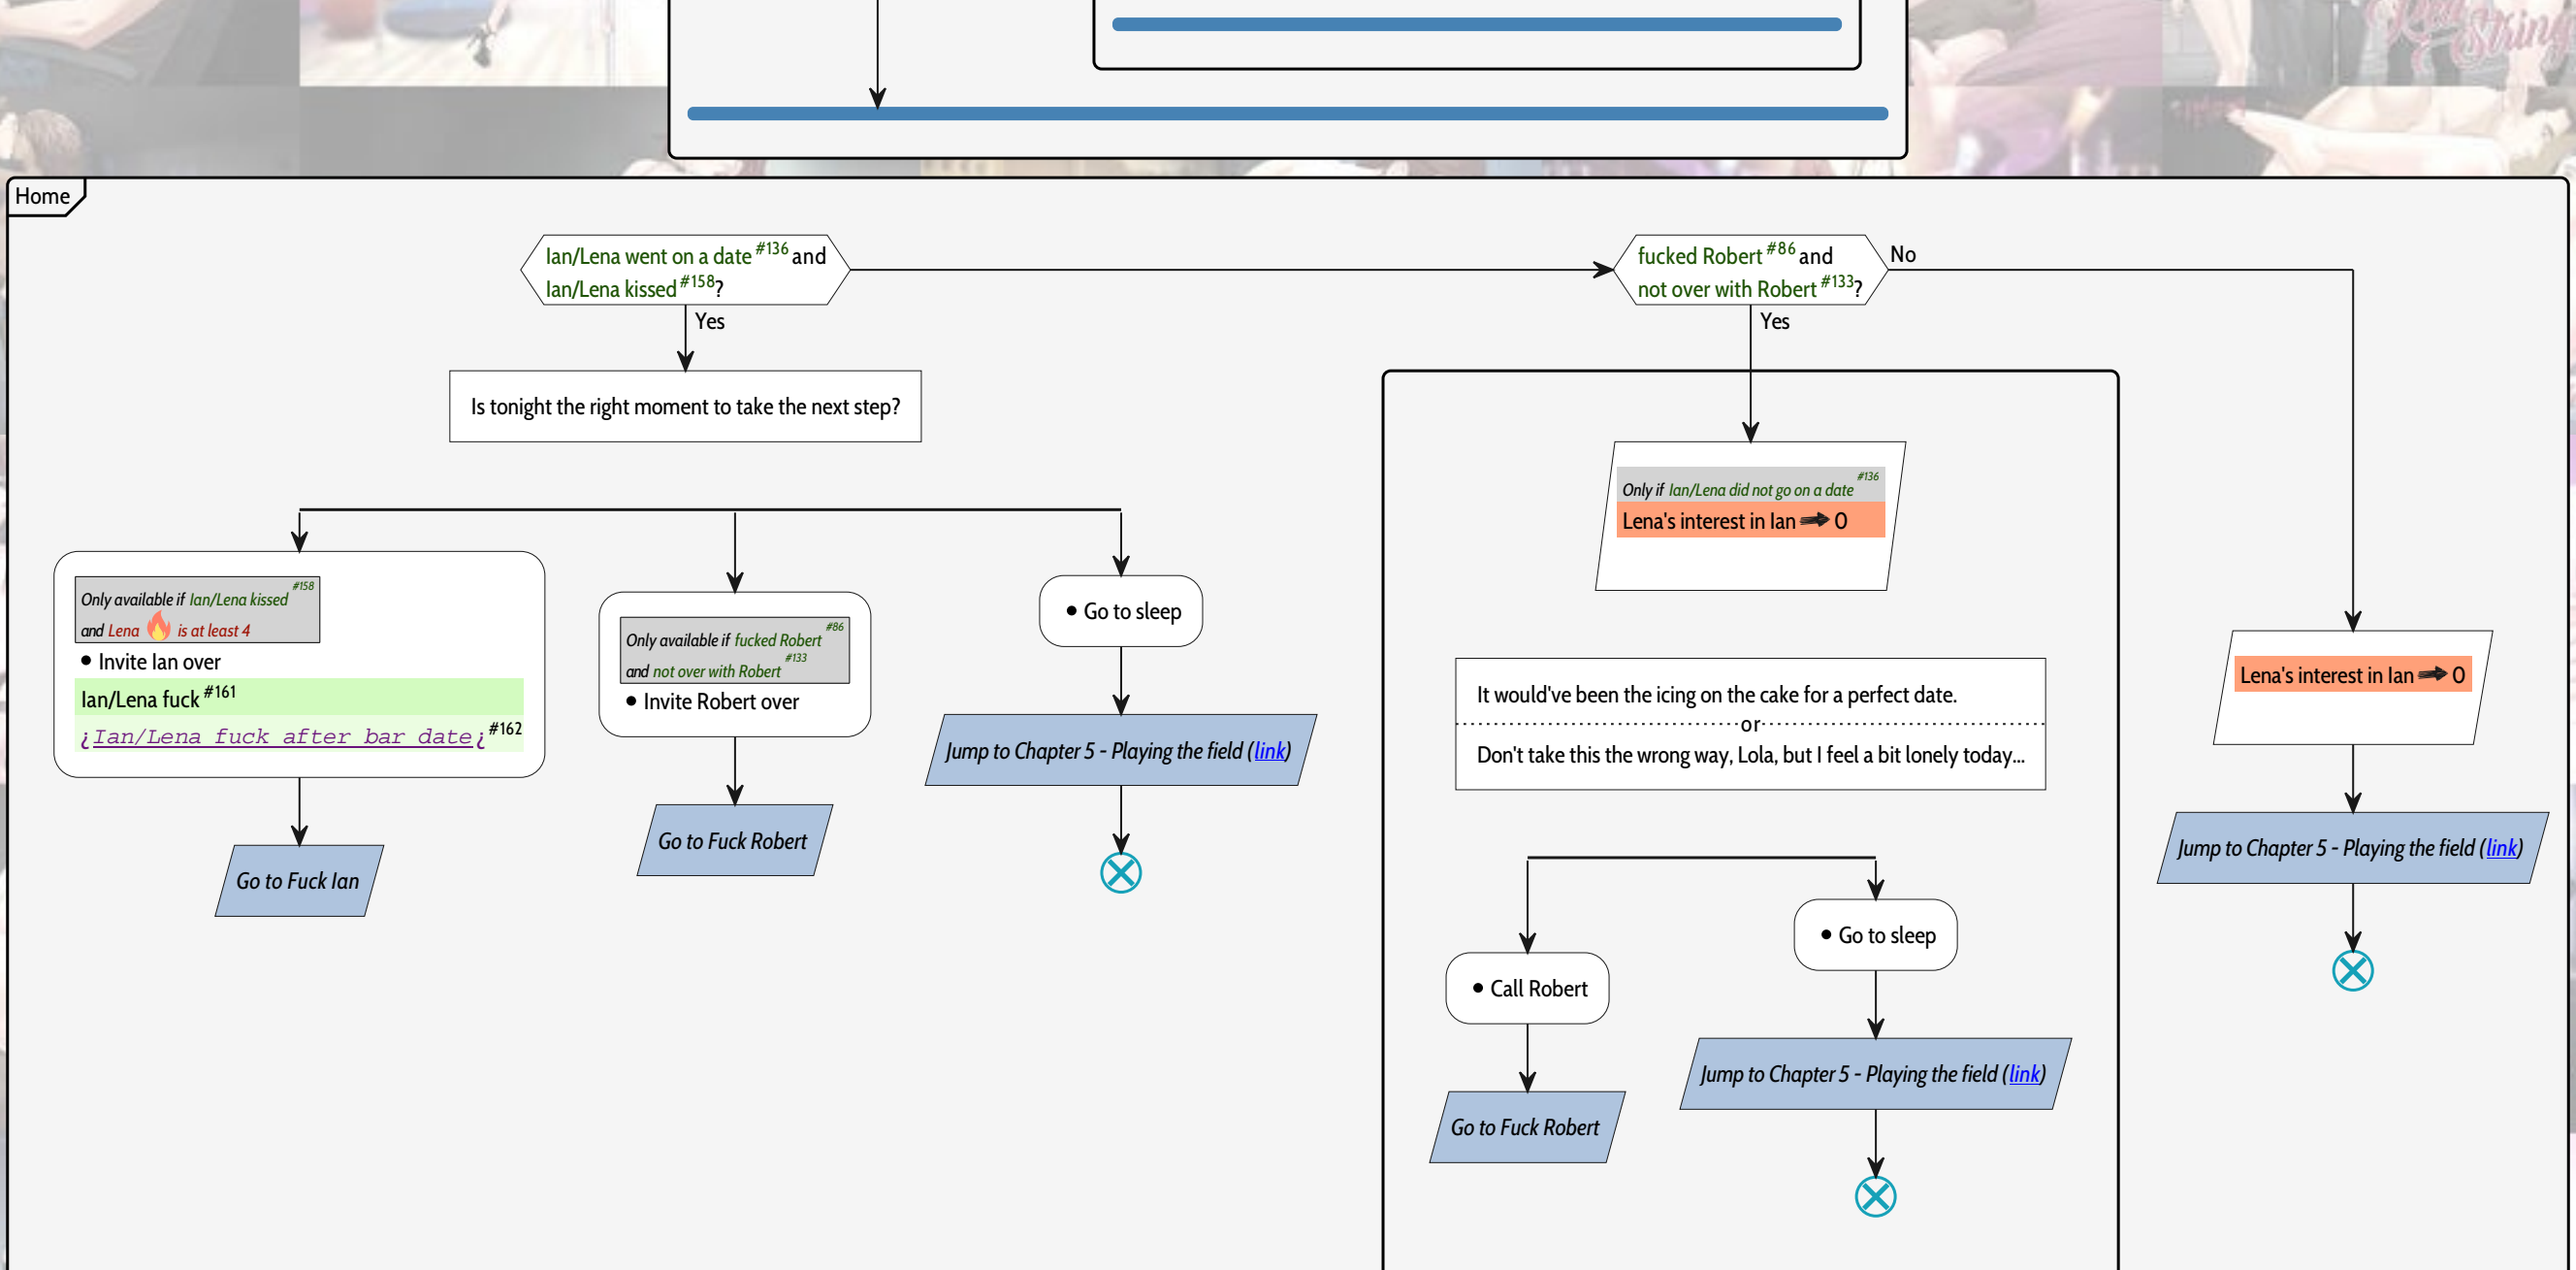 String
Home
Ian/Lena went on a date #136 and
Ian/Lena kissed #158?
Yes
fucked Robert #86 and
not over with Robert #133?
No
Yes
Is tonight the right moment to take the next step?
Only available if Ian/Lena kissed #158
and Lena 🔥 is at least 4
• Invite Ian over
Ian/Lena fuck #161
¿Ian/Lena fuck after bar date¿ #162
Go to Fuck Ian
Only available if fucked Robert #86
and not over with Robert #133
• Invite Robert over
Go to Fuck Robert
• Go to sleep
Jump to Chapter 5 - Playing the field (link)
Only if Ian/Lena did not go on a date #136
Lena's interest in Ian ➡ 0
It would've been the icing on the cake for a perfect date.
or
Don't take this the wrong way, Lola, but I feel a bit lonely today...
• Call Robert
Go to Fuck Robert
• Go to sleep
Jump to Chapter 5 - Playing the field (link)
Lena's interest in Ian ➡ 0
Jump to Chapter 5 - Playing the field (link)